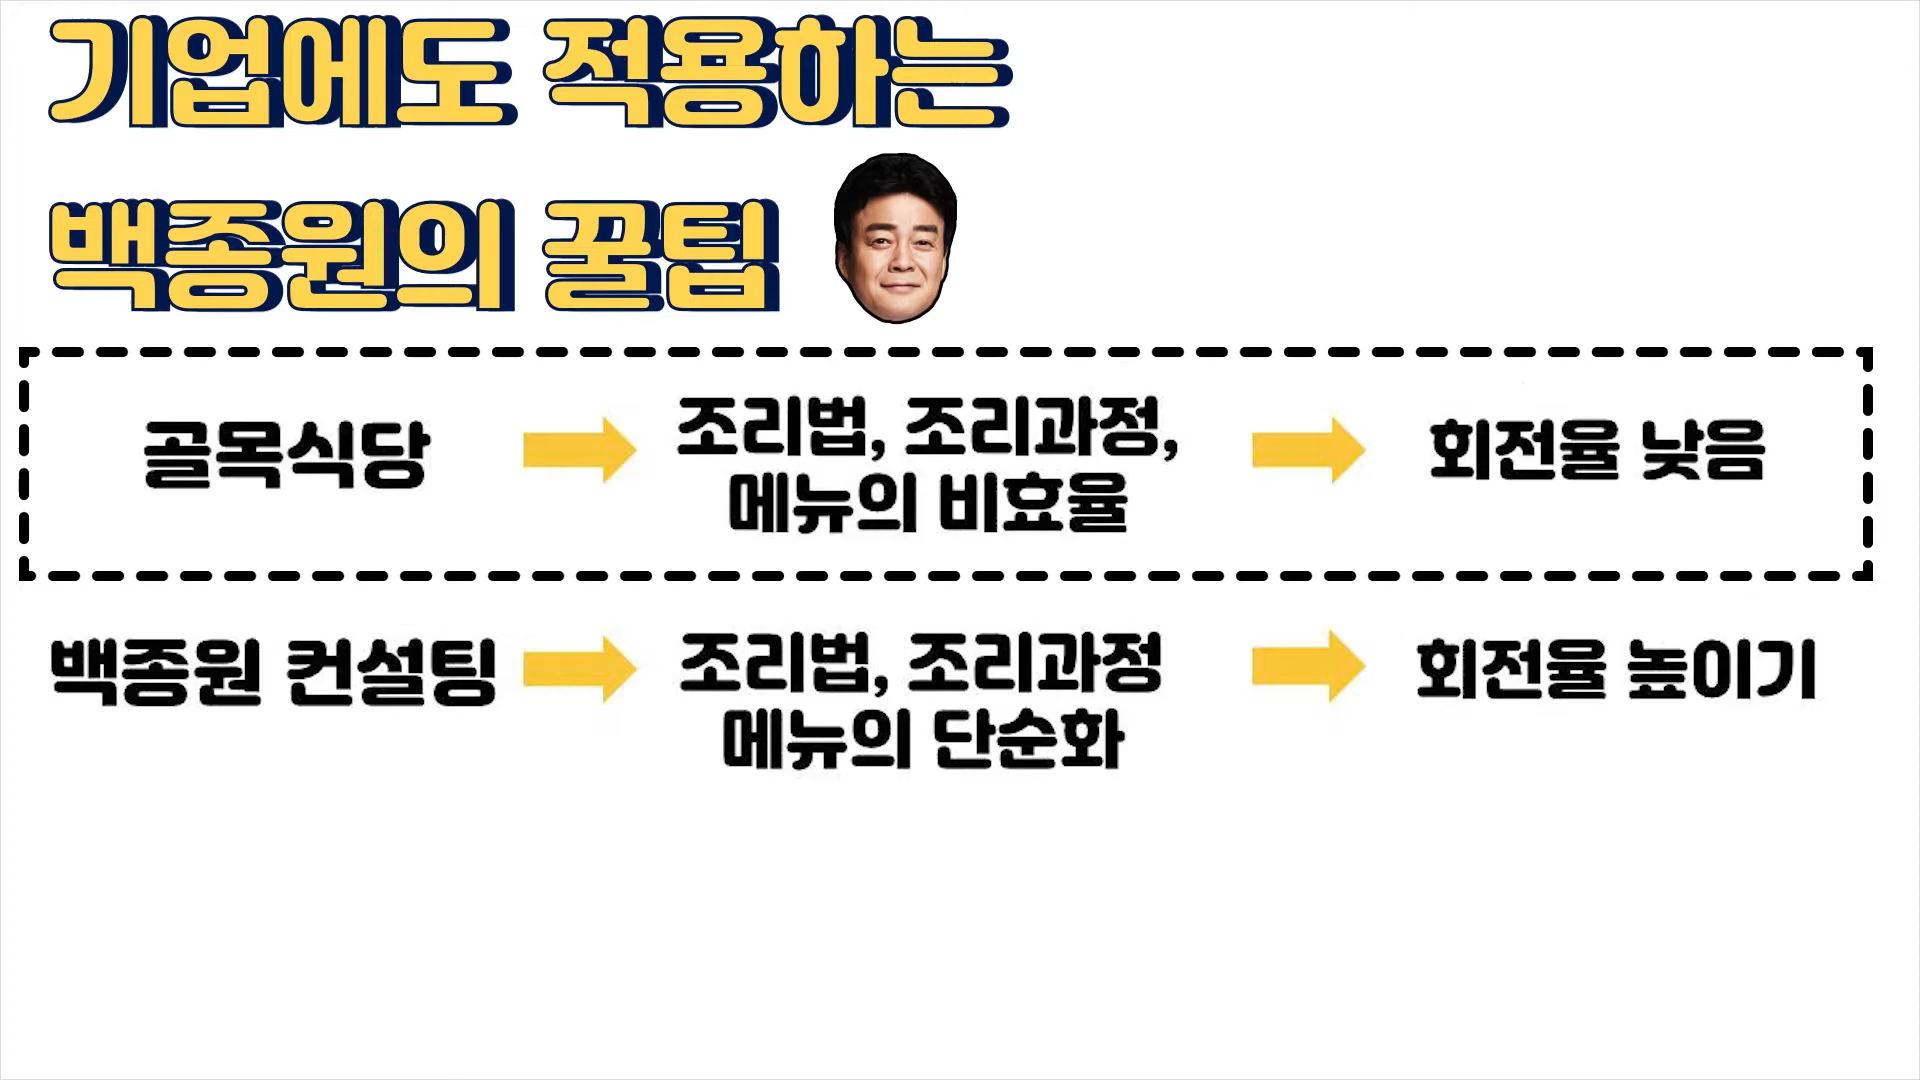 기업에도 적용하는
백종원의 꿀팁
골목식당
조리법, 조리과정,
메뉴의 비효율
회전율 낮음
백종원 컨설팅
조리법, 조리과정
메뉴의 단순화
회전율 높이기